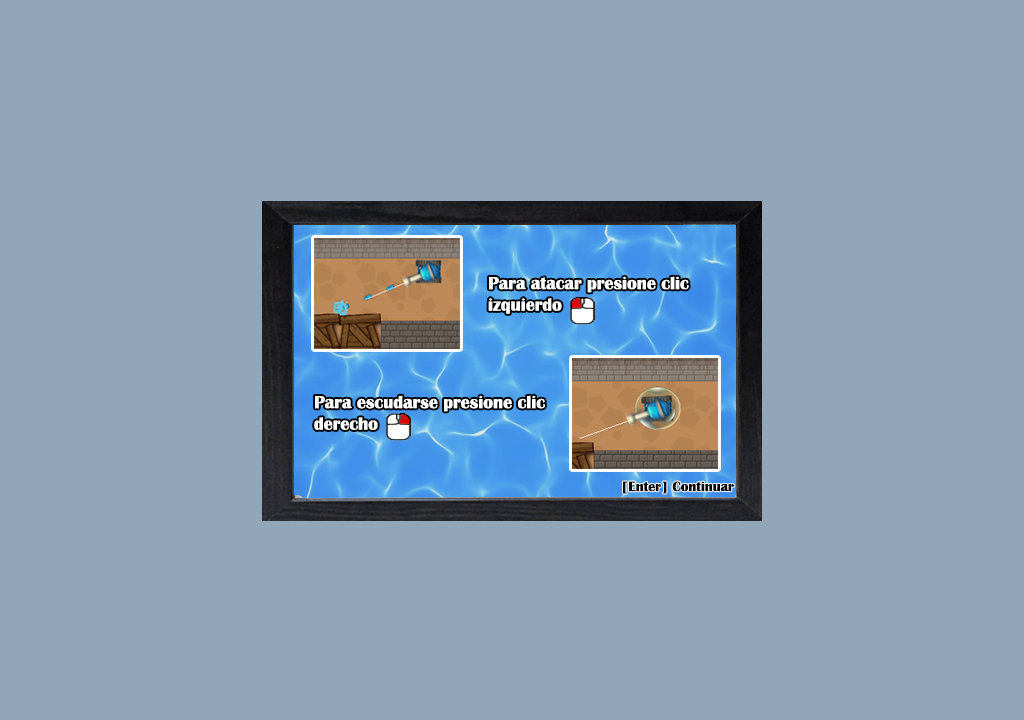 Para atacar presione clic
izquierdo
Para escudarse presione clic
derecho
[Enter] Continuar